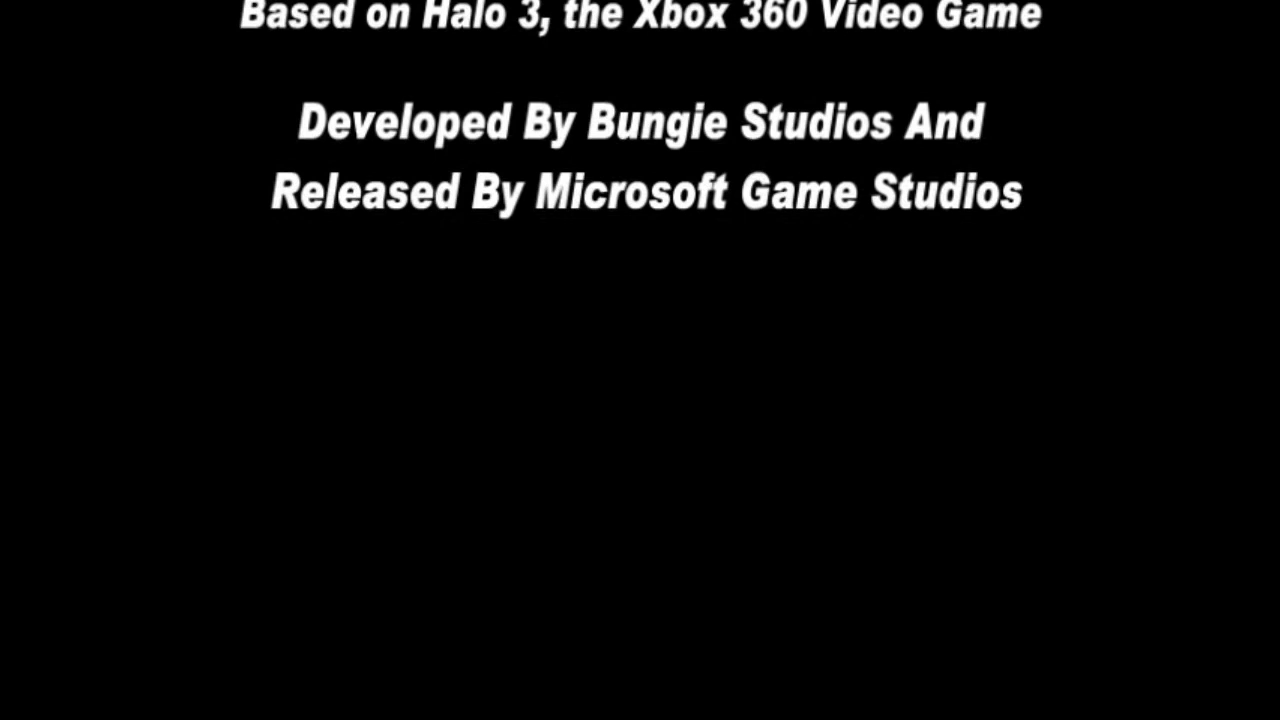 Based on Halo 3, the Xbox 360 Video Game
Developed By Bungie Studios And
Released By Microsoft Game Studios